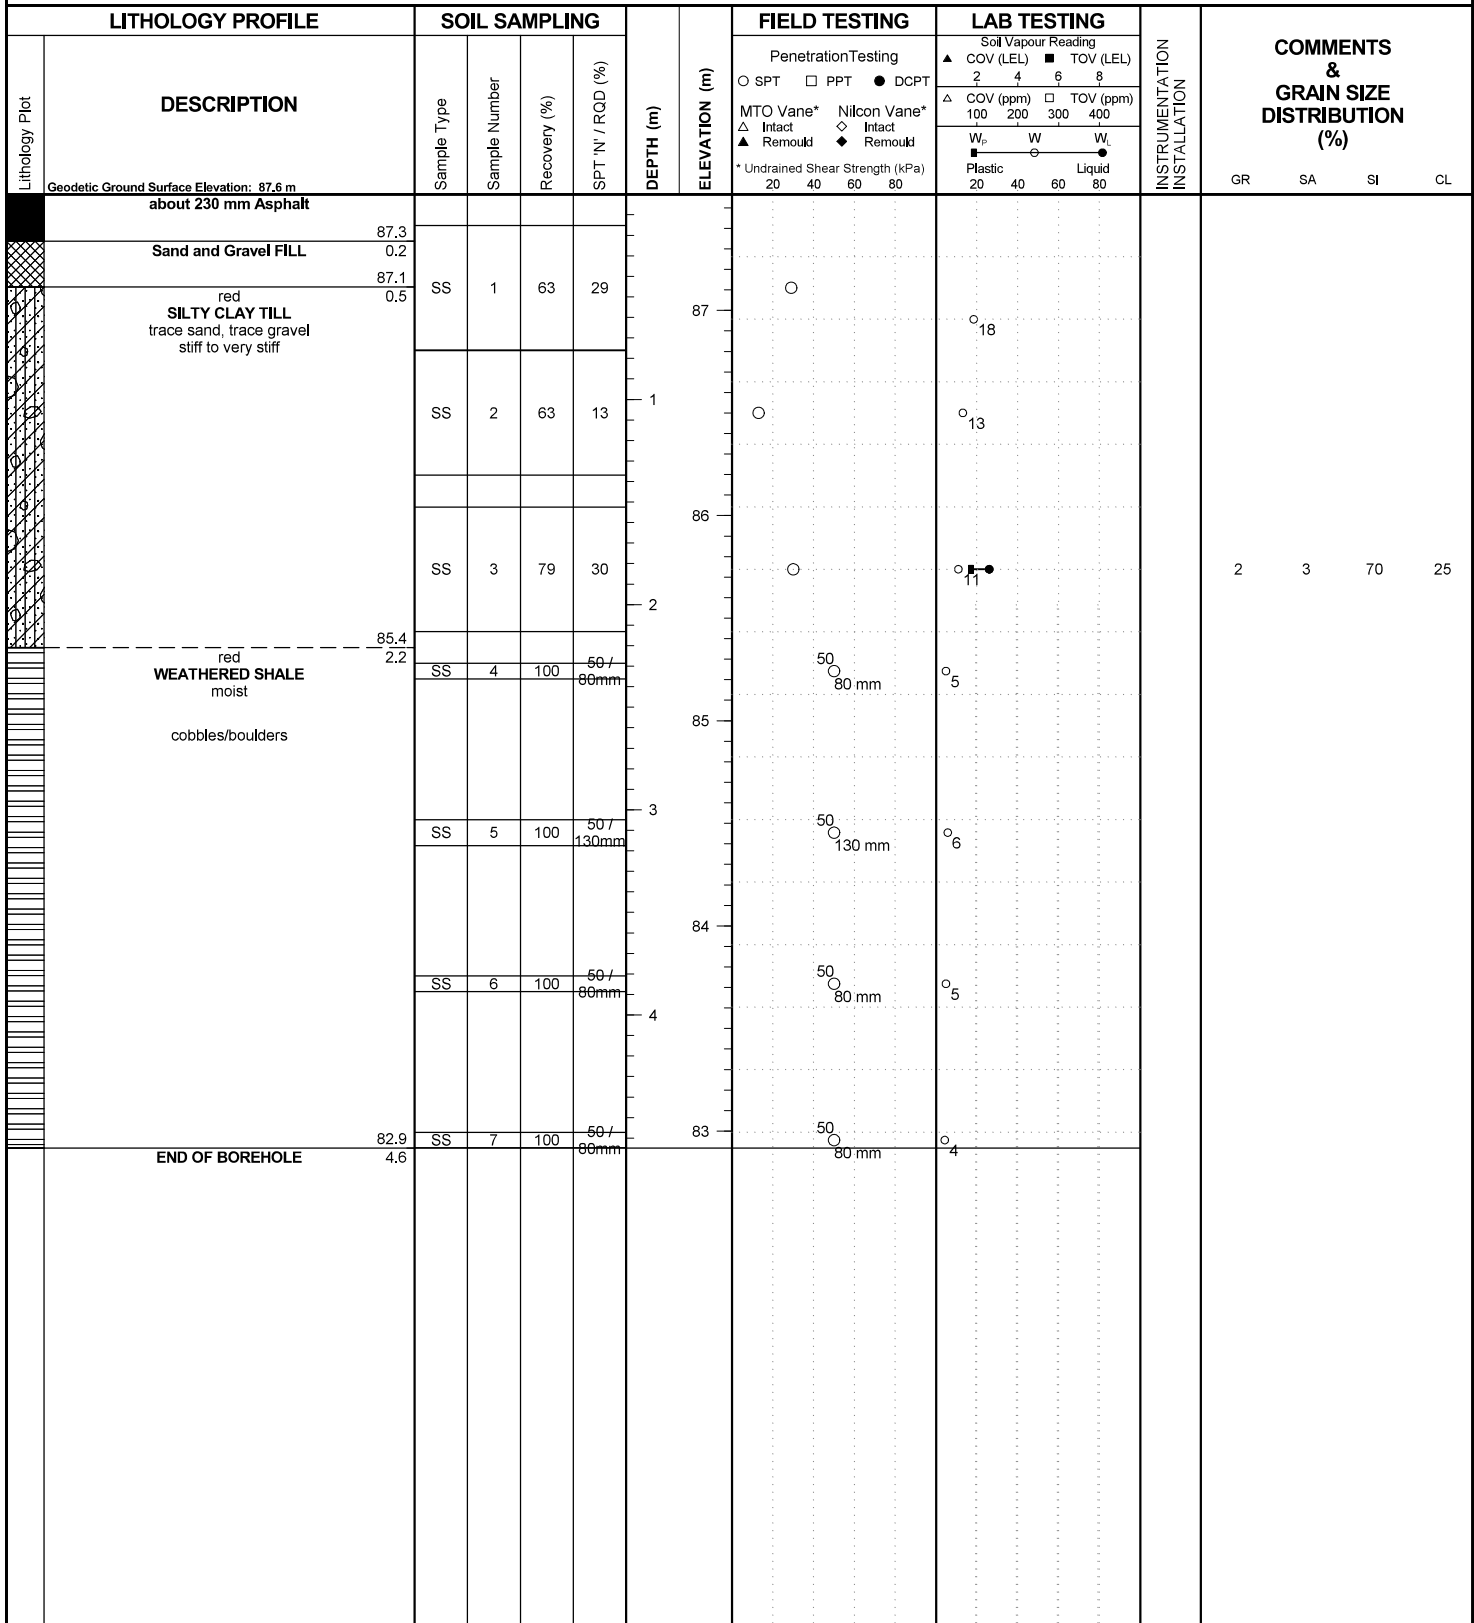 LITHOLOGY PROFILE
SOIL SAMPLING
FIELD TESTING
LAB TESTING
Lithology Plot
DESCRIPTION
Geodetic Ground Surface Elevation: 87.6 m
Sample Type
Sample Number
Recovery (%)
SPT 'N' / RQD (%)
DEPTH (m)
ELEVATION (m)
PenetrationTesting
○ SPT □ PPT ● DCPT
MTO Vane* Nilcon Vane*
△ Intact ◇ Intact
▲ Remould ◆ Remould
* Undrained Shear Strength (kPa)
20 40 60 80
Soil Vapour Reading
▲ COV (LEL) ■ TOV (LEL)
2 4 6 8
△ COV (ppm) □ TOV (ppm)
100 200 300 400
WP W WL
Plastic Liquid
20 40 60 80
INSTRUMENTATION
INSTALLATION
COMMENTS
&
GRAIN SIZE
DISTRIBUTION
(%)
GR SA SI CL
about 230 mm Asphalt
87.3
Sand and Gravel FILL 0.2
87.1
red 0.5
SILTY CLAY TILL
trace sand, trace gravel
stiff to very stiff
SS 1 63 29
87
18
SS 2 63 13
1
13
86
SS 3 79 30
11
2 3 70 25
2
85.4
red 2.2
WEATHERED SHALE
moist
cobbles/boulders
SS 4 100 50 /
80mm
50
80 mm
5
85
3
SS 5 100 50 /
130mm
50
130 mm
6
84
SS 6 100 50 /
80mm
50
80 mm
5
4
83
82.9
SS 7 100 50 /
80mm
50
80 mm
4
END OF BOREHOLE 4.6